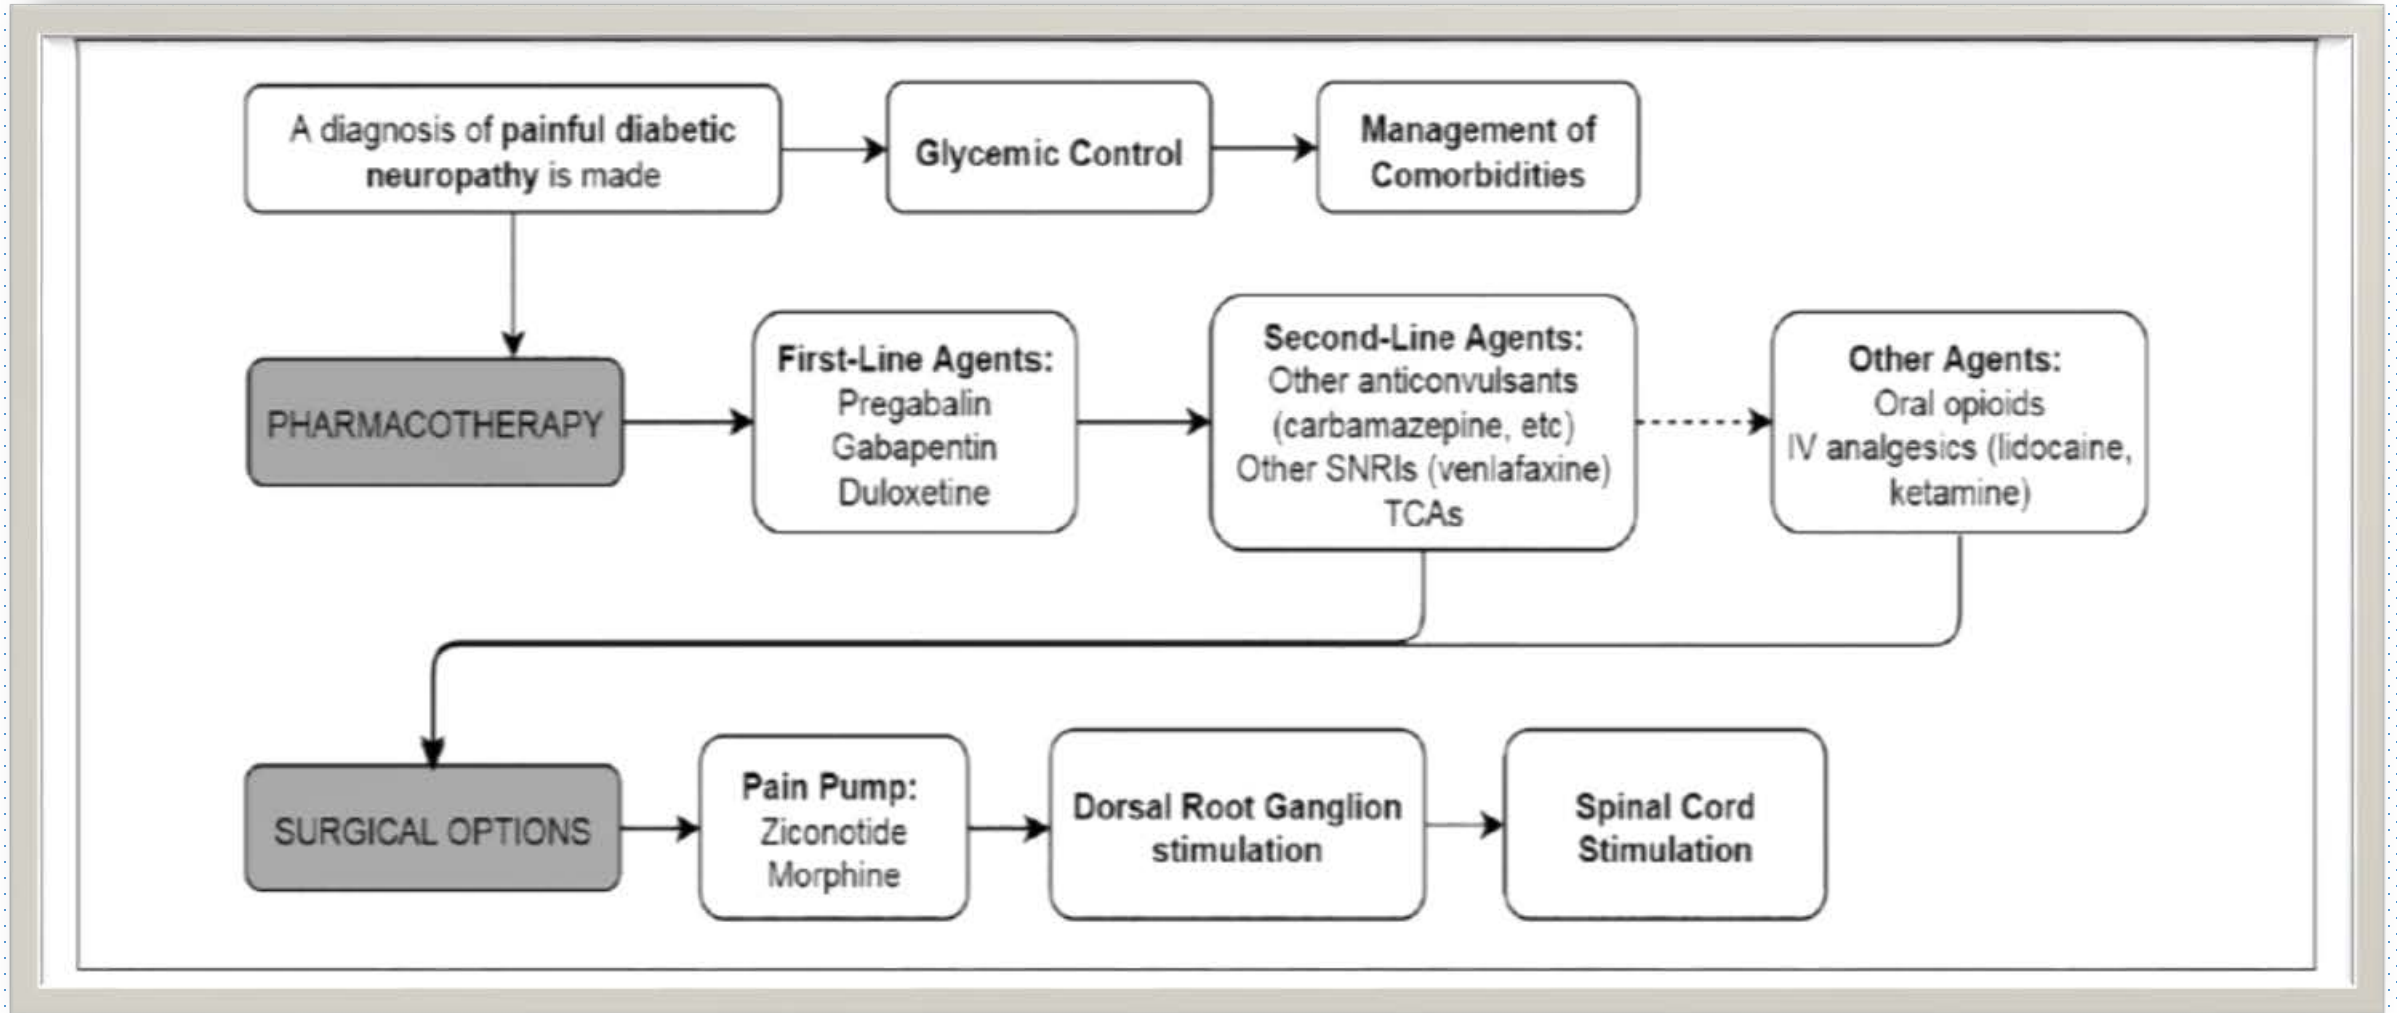 A diagnosis of painful diabetic
neuropathy is made
Glycemic Control
Management of
Comorbidities
PHARMACOTHERAPY
First-Line Agents:
Pregabalin
Gabapentin
Duloxetine
Second-Line Agents:
Other anticonvulsants
(carbamazepine, etc)
Other SNRIs (venlafaxine)
TCAs
Other Agents:
Oral opioids
IV analgesics (lidocaine,
ketamine)
SURGICAL OPTIONS
Pain Pump:
Ziconotide
Morphine
Dorsal Root Ganglion
stimulation
Spinal Cord
Stimulation